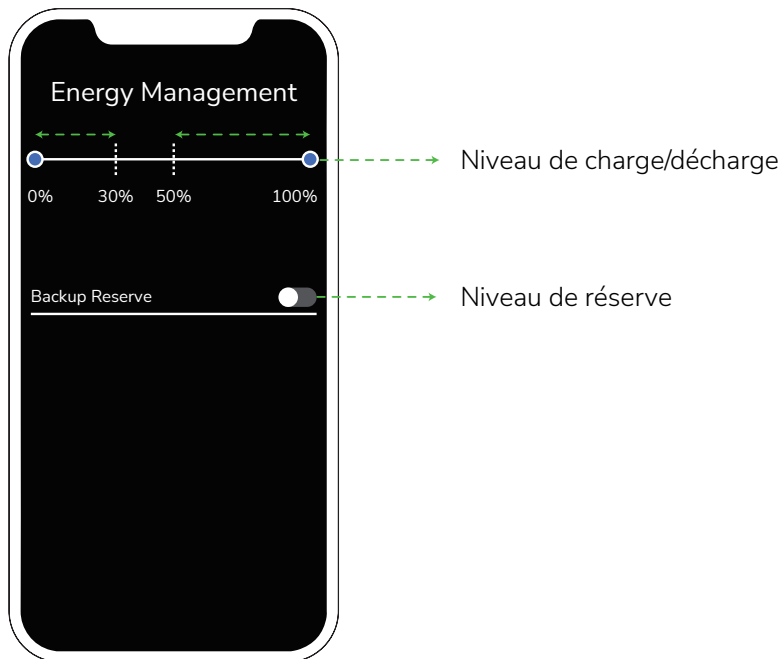 Energy Management
Niveau de charge/décharge
0% 30% 50% 100%
Backup Reserve
Niveau de réserve